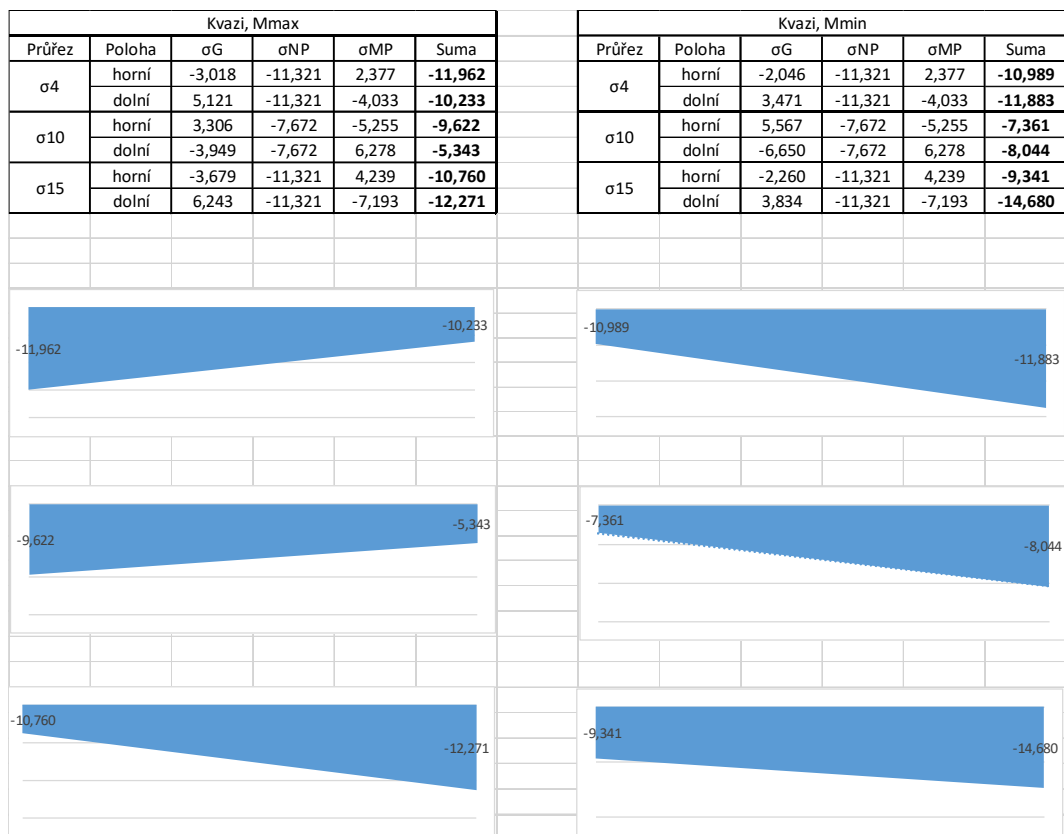 Kvazi, Mmax
Průřez Poloha σG σNP σMP Suma
σ4 horní -3,018 -11,321 2,377 -11,962
dolní 5,121 -11,321 -4,033 -10,233
σ10 horní 3,306 -7,672 -5,255 -9,622
dolní -3,949 -7,672 6,278 -5,343
σ15 horní -3,679 -11,321 4,239 -10,760
dolní 6,243 -11,321 -7,193 -12,271
Kvazi, Mmin
Průřez Poloha σG σNP σMP Suma
σ4 horní -2,046 -11,321 2,377 -10,989
dolní 3,471 -11,321 -4,033 -11,883
σ10 horní 5,567 -7,672 -5,255 -7,361
dolní -6,650 -7,672 6,278 -8,044
σ15 horní -2,260 -11,321 4,239 -9,341
dolní 3,834 -11,321 -7,193 -14,680
-11,962 -10,233
-10,989 -11,883
-9,622 -5,343
-7,361 -8,044
-10,760 -12,271
-9,341 -14,680